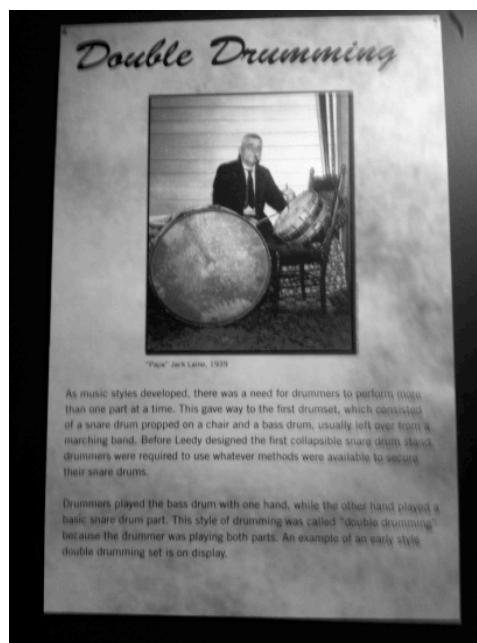 Double Drumming
"Papa" Jack Laine, 1939
As music styles developed, there was a need for drummers to perform more
than one part at a time. This gave way to the first drumset, which consisted
of a snare drum propped on a chair and a bass drum, usually left over from a
marching band. Before Leedy designed the first collapsible snare drum stand,
drummers were required to use whatever methods were available to secure
their snare drums.
Drummers played the bass drum with one hand, while the other hand played a
basic snare drum part. This style of drumming was called "double drumming"
because the drummer was playing both parts. An example of an early style
double drumming set is on display.